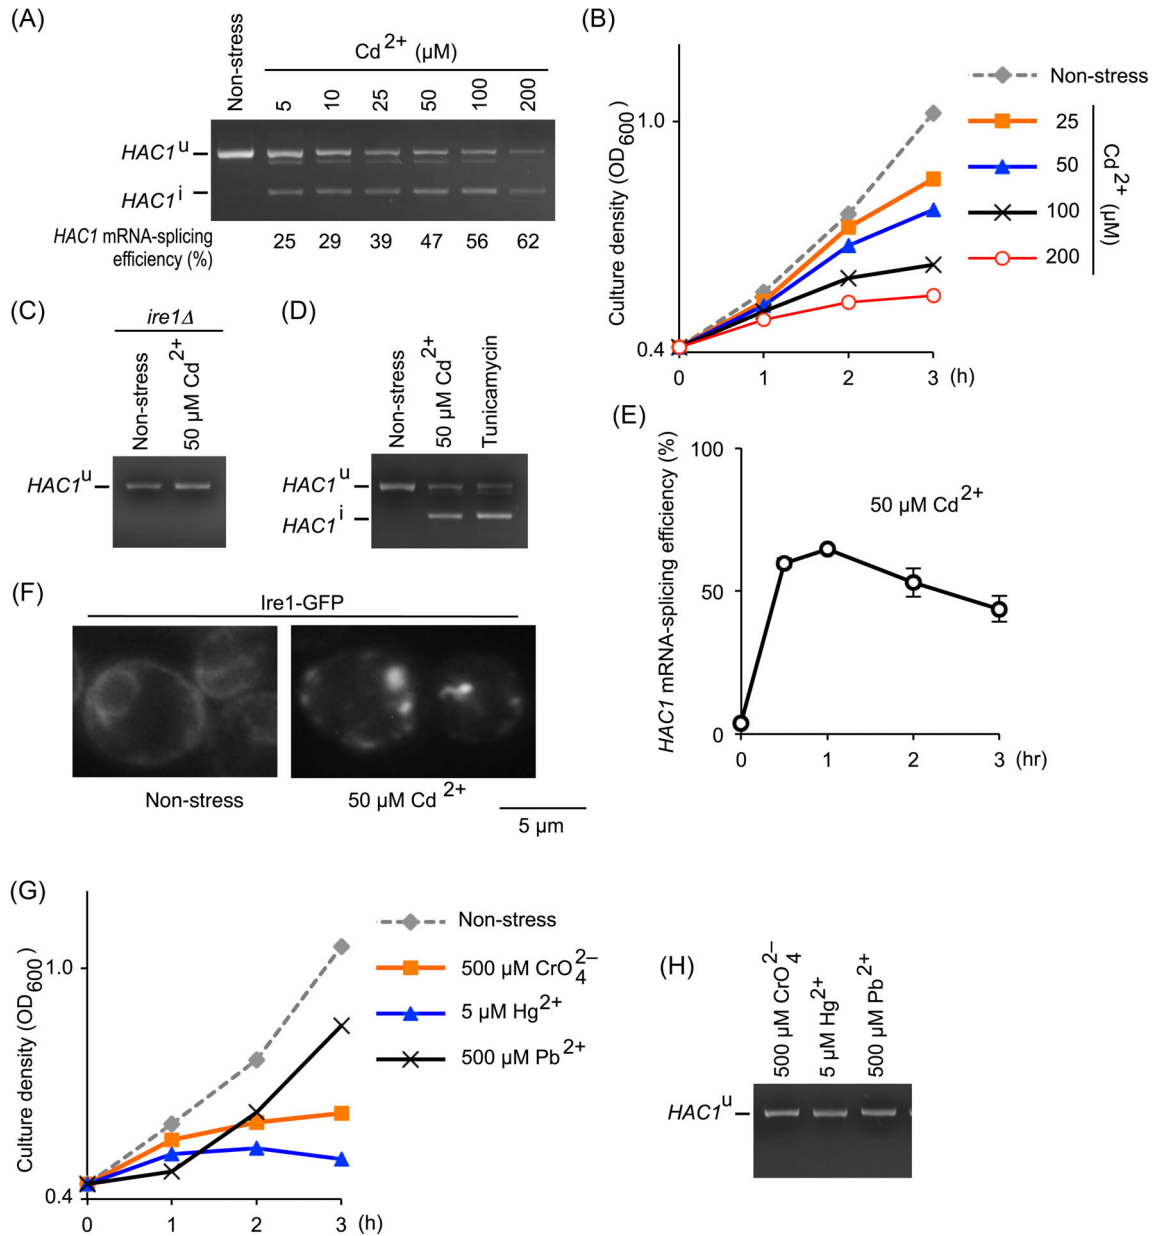 (A)
Non-stress
Cd2+ (μM)
5 10 25 50 100 200
HAC1u
HAC1i
HAC1 mRNA-splicing
efficiency (%)
25 29 39 47 56 62
(B)
Culture density (OD600)
1.0
0.4
0 1 2 3 (h)
Non-stress
25
50
100
200
Cd2+ (μM)
(C)
ire1Δ
Non-stress
50 μM Cd2+
HAC1u
(D)
Non-stress
50 μM Cd2+
Tunicamycin
HAC1u
HAC1i
(E)
HAC1 mRNA-splicing efficiency (%)
100
50
0
50 μM Cd2+
0 1 2 3 (hr)
(F)
Ire1-GFP
Non-stress
50 μM Cd2+
5 μm
(G)
Culture density (OD600)
1.0
0.4
0 1 2 3 (h)
Non-stress
500 μM CrO42–
5 μM Hg2+
500 μM Pb2+
(H)
500 μM CrO42–
5 μM Hg2+
500 μM Pb2+
HAC1u